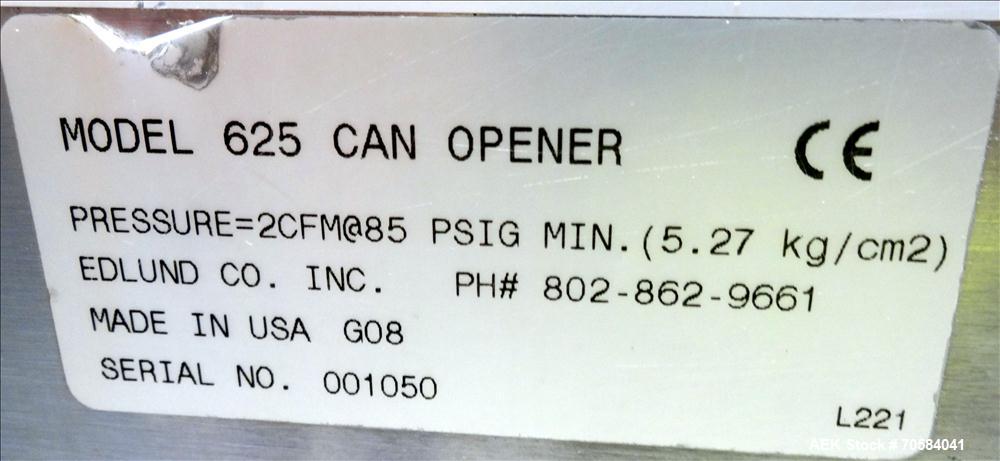 MODEL 625 CAN OPENER CE
PRESSURE=2CFM@85 PSIG MIN.(5.27 kg/cm2)
EDLUND CO. INC. PH# 802-862-9661
MADE IN USA G08
SERIAL NO. 001050
L221
AEK Stock # 70584041